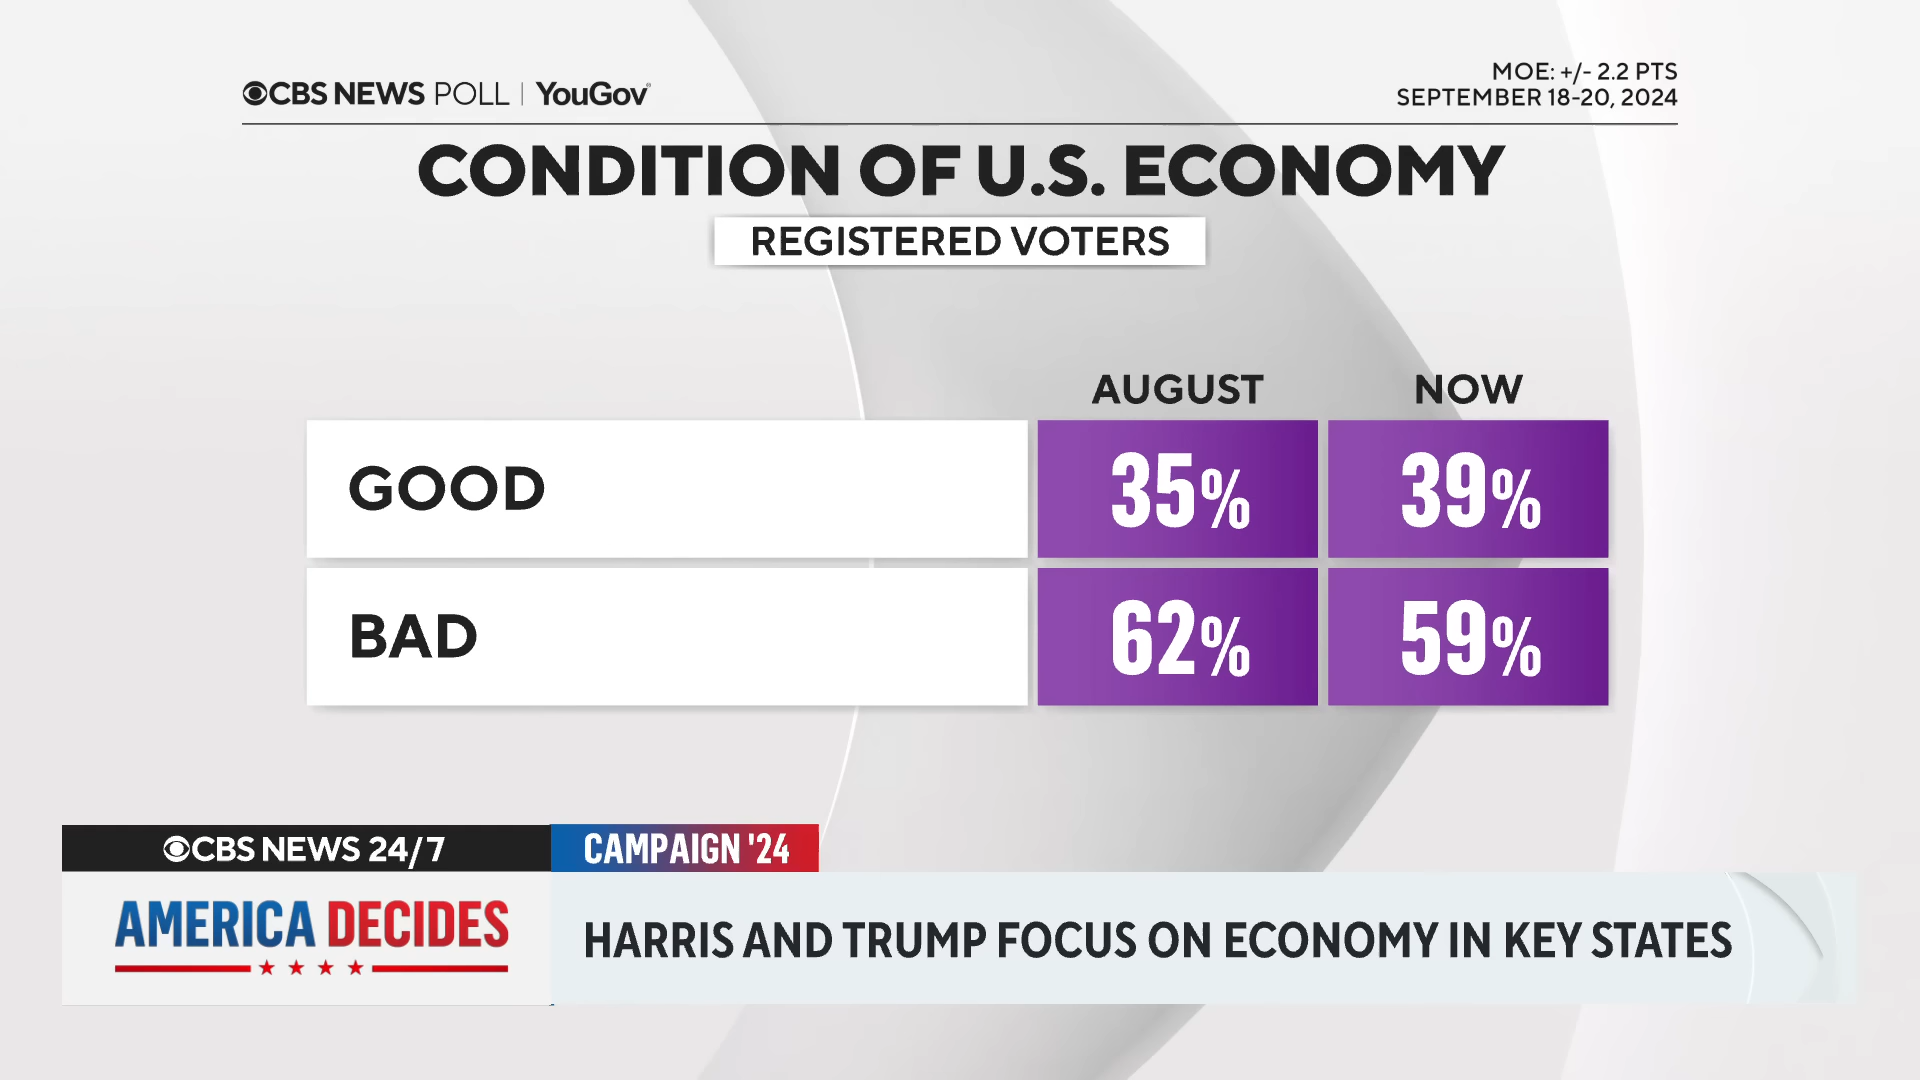 CBS NEWS POLL | YouGov
MOE: +/- 2.2 PTS
SEPTEMBER 18-20, 2024
CONDITION OF U.S. ECONOMY
REGISTERED VOTERS
AUGUST NOW
GOOD 35% 39%
BAD 62% 59%
CBS NEWS 24/7
CAMPAIGN '24
AMERICA DECIDES
HARRIS AND TRUMP FOCUS ON ECONOMY IN KEY STATES